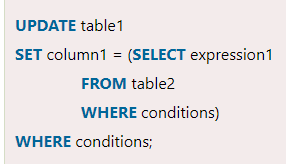 UPDATE table1
SET column1 = (SELECT expression1
FROM table2
WHERE conditions)
WHERE conditions;